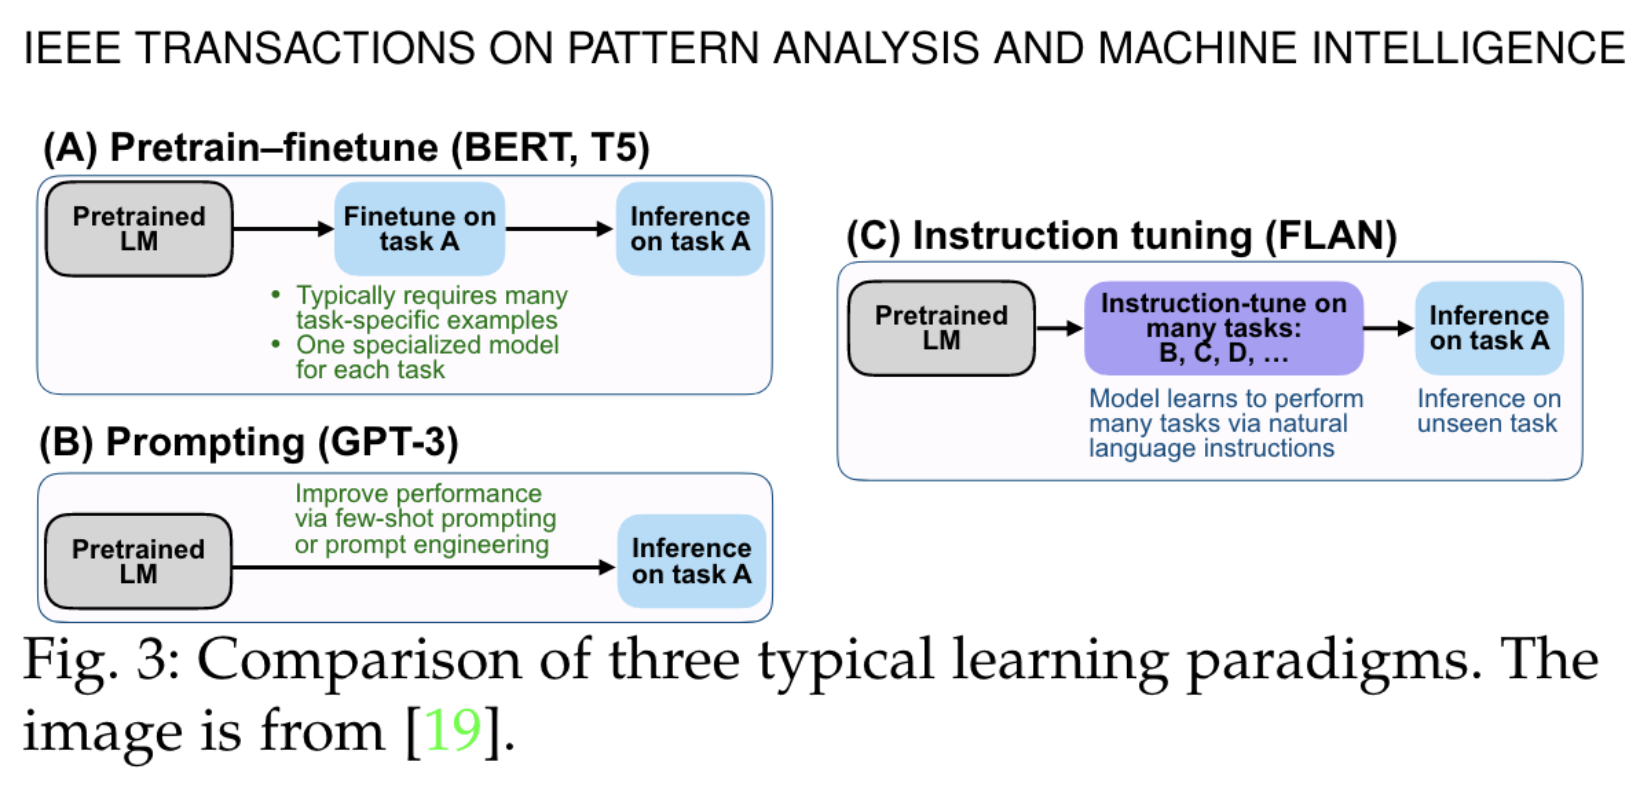 IEEE TRANSACTIONS ON PATTERN ANALYSIS AND MACHINE INTELLIGENCE
(A) Pretrain–finetune (BERT, T5)
Pretrained
LM
Finetune on
task A
Inference
on task A
• Typically requires many
task-specific examples
• One specialized model
for each task
(B) Prompting (GPT-3)
Pretrained
LM
Improve performance
via few-shot prompting
or prompt engineering
Inference
on task A
(C) Instruction tuning (FLAN)
Pretrained
LM
Instruction-tune on
many tasks:
B, C, D, …
Inference
on task A
Model learns to perform
many tasks via natural
language instructions
Inference on
unseen task
Fig. 3: Comparison of three typical learning paradigms. The
image is from [19].